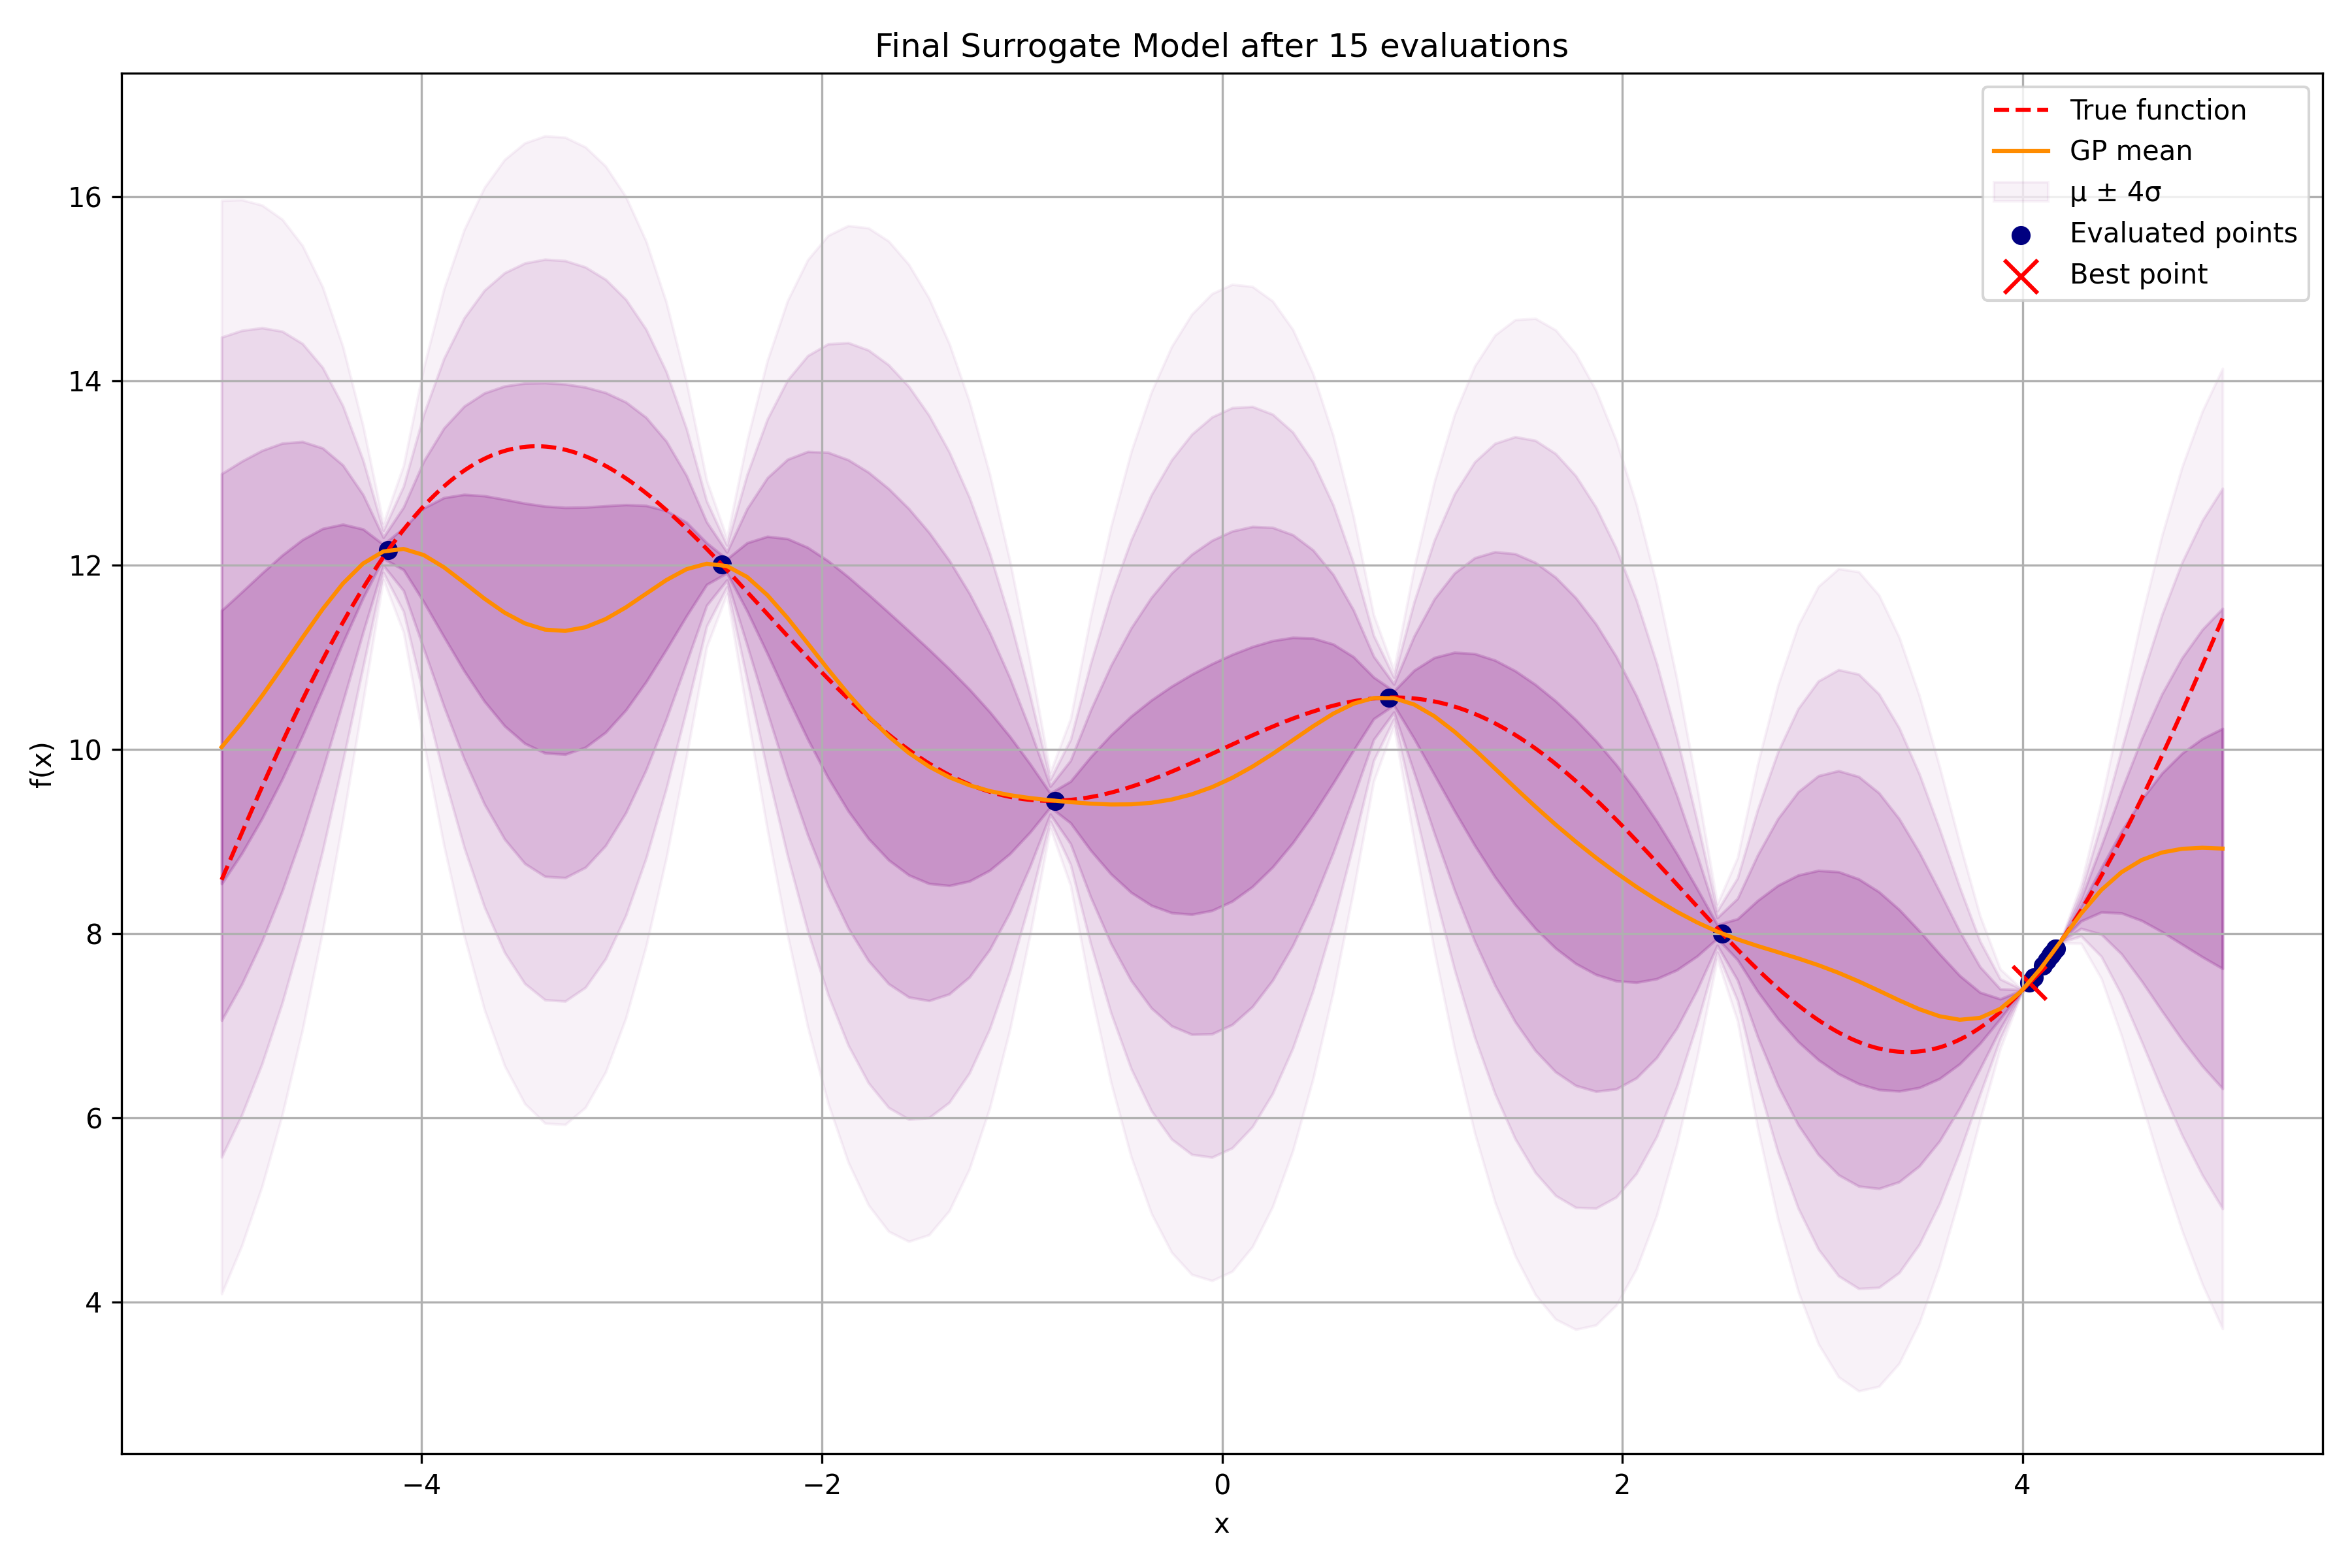 Final Surrogate Model after 15 evaluations
True function
GP mean
μ ± 4σ
Evaluated points
Best point
16
14
12
10
8
6
4
f(x)
−4
−2
0
2
4
x